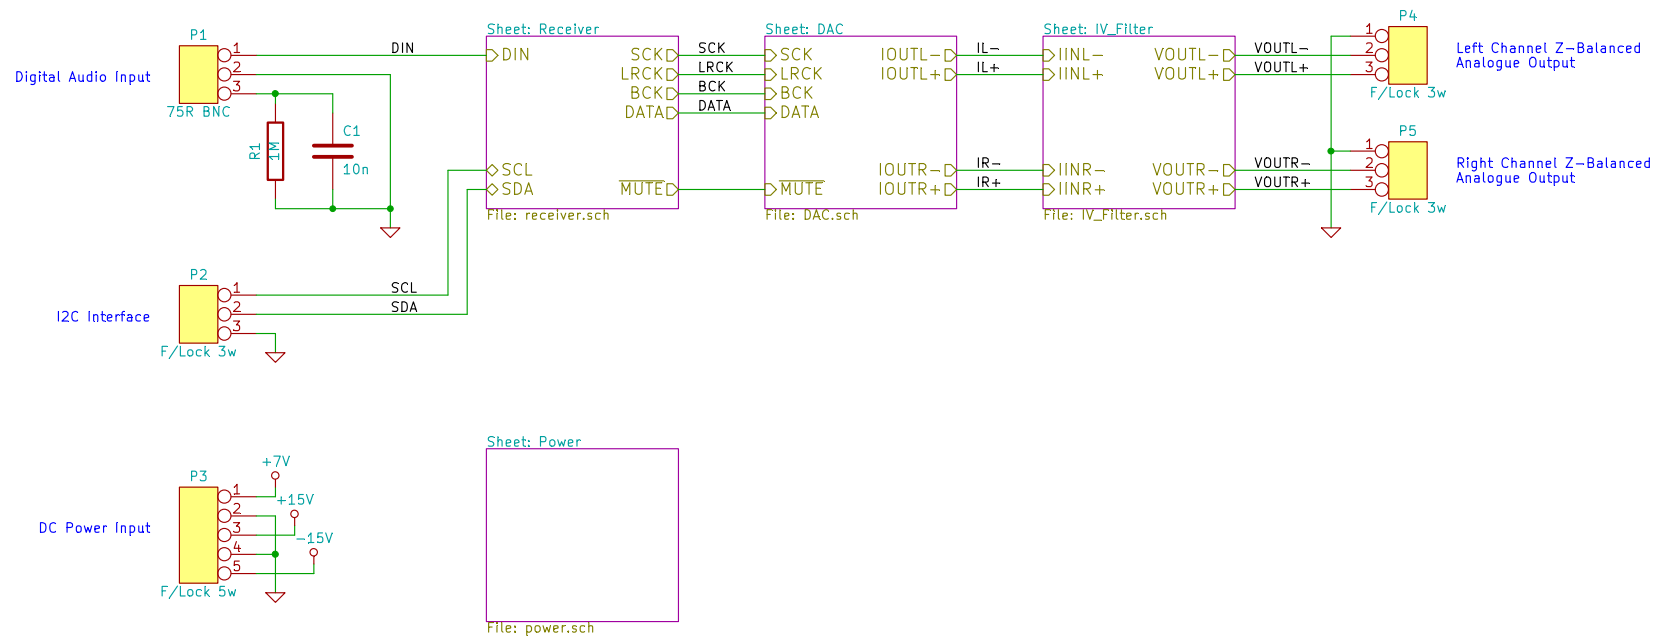 Digital Audio input
P1
1
2
3
75R BNC
DIN
R1
1M
C1
10n
Sheet: Receiver
DIN
SCK
LRCK
BCK
DATA
SCL
SDA
MUTE
File: receiver.sch
SCK
LRCK
BCK
DATA
Sheet: DAC
SCK
LRCK
BCK
DATA
MUTE
IOUTL-
IOUTL+
IOUTR-
IOUTR+
File: DAC.sch
IL-
IL+
IR-
IR+
Sheet: IV_Filter
IINL-
IINL+
IINR-
IINR+
VOUTL-
VOUTL+
VOUTR-
VOUTR+
File: IV_Filter.sch
VOUTL-
VOUTL+
VOUTR-
VOUTR+
P4
1
2
3
F/Lock 3w
Left Channel Z-Balanced
Analogue Output
P5
1
2
3
F/Lock 3w
Right Channel Z-Balanced
Analogue Output
I2C Interface
P2
1
2
3
F/Lock 3w
SCL
SDA
DC Power input
P3
1
2
3
4
5
F/Lock 5w
+7V
+15V
-15V
Sheet: Power
File: power.sch